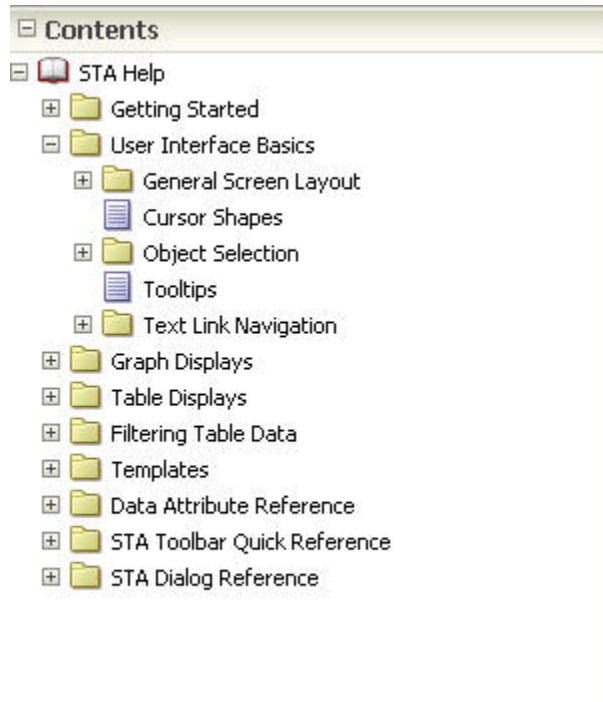 Contents
STA Help
Getting Started
User Interface Basics
General Screen Layout
Cursor Shapes
Object Selection
Tooltips
Text Link Navigation
Graph Displays
Table Displays
Filtering Table Data
Templates
Data Attribute Reference
STA Toolbar Quick Reference
STA Dialog Reference